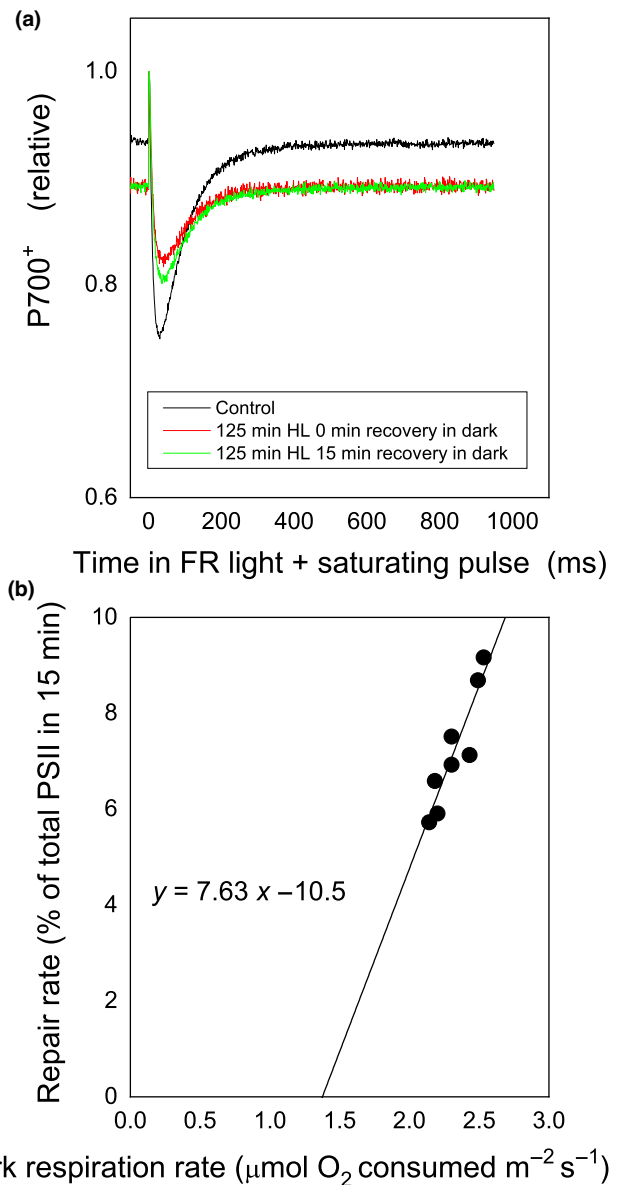 (a)
1.0
0.8
0.6
P700+ (relative)
Control
125 min HL 0 min recovery in dark
125 min HL 15 min recovery in dark
0 200 400 600 800 1000
Time in FR light + saturating pulse (ms)
(b)
10
8
6
4
2
0
Repair rate (% of total PSII in 15 min)
y = 7.63 x –10.5
0.0 0.5 1.0 1.5 2.0 2.5 3.0
rk respiration rate (μmol O2 consumed m–2 s–1)